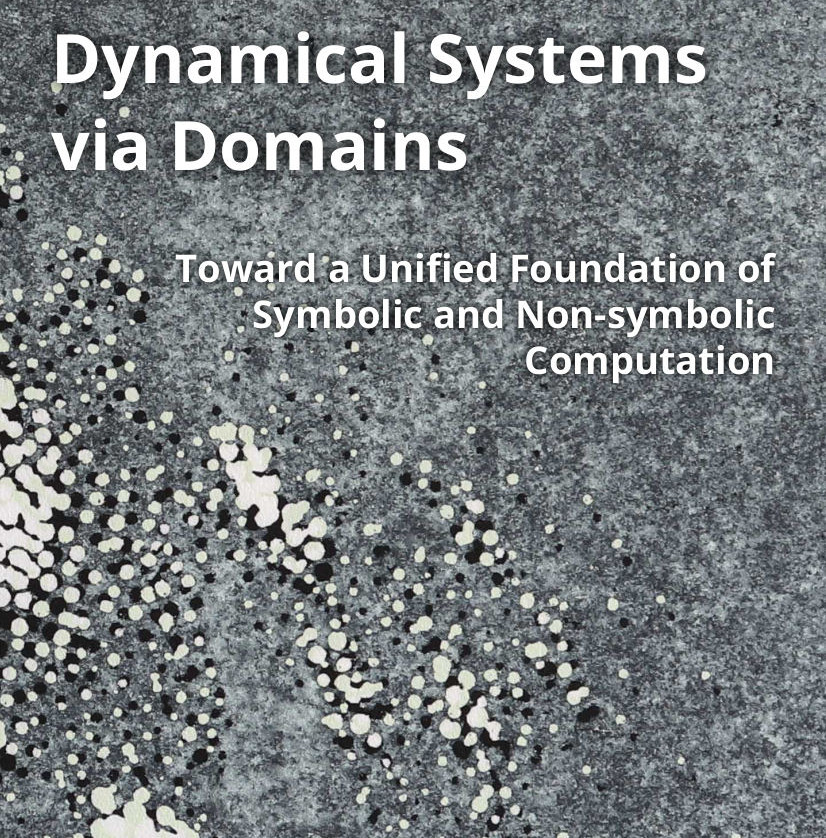 Dynamical Systems
via Domains
Toward a Unified Foundation of
Symbolic and Non-symbolic
Computation